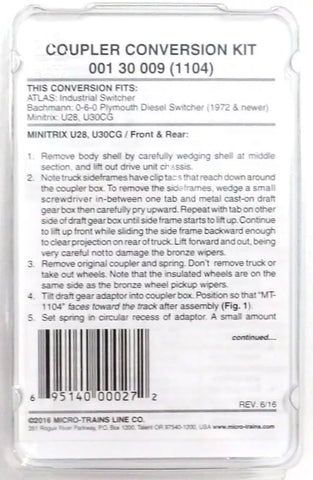 COUPLER CONVERSION KIT
001 30 009 (1104)
THIS CONVERSION FITS:
ATLAS: Industrial Switcher
Bachmann: 0-6-0 Plymouth Diesel Switcher (1972 & newer)
Minitrix: U28, U30CG
MINITRIX U28, U30CG / Front & Rear:
1. Remove body shell by carefully wedging shell at middle
section, and lift out drive unit chassis.
2. Note truck sideframes have clip tabs that reach down around
the coupler box. To remove the sideframes, wedge a small
screwdriver in-between one tab and metal cast-on draft
gear box then carefully pry upward. Repeat with tab on other
side of draft gear box until side frame starts to lift up. Continue
to lift up front while sliding the side frame backward enough
to clear projection on rear of truck. Lift forward and out, being
very careful not to damage the bronze wipers.
3. Remove original coupler and spring. Don't remove truck or
take out wheels. Note that the insulated wheels are on the
same side as the bronze wheel pickup wipers.
4. Tilt draft gear adaptor into coupler box. Position so that "MT-
1104" faces toward the track after assembly (Fig. 1).
5. Set spring in circular recess of adaptor. A small amount
continued....
6 95140 00027 2
REV. 6/16
©2016 MICRO-TRAINS LINE CO.
351 Rogue River Parkway, P.O. Box 1200, Talent OR 97540-1200, USA www.micro-trains.com